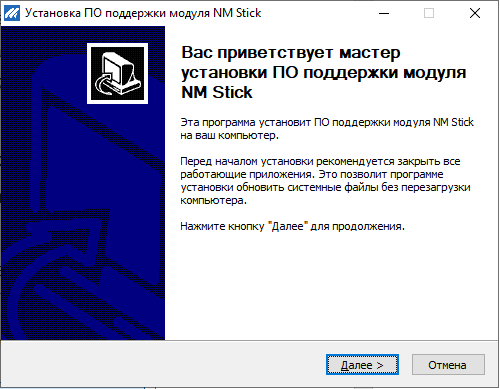 Установка ПО поддержки модуля NM Stick
Вас приветствует мастер
установки ПО поддержки модуля
NM Stick
Эта программа установит ПО поддержки модуля NM Stick
на ваш компьютер.
Перед началом установки рекомендуется закрыть все
работающие приложения. Это позволит программе
установки обновить системные файлы без перезагрузки
компьютера.
Нажмите кнопку "Далее" для продолжения.
Далее >
Отмена